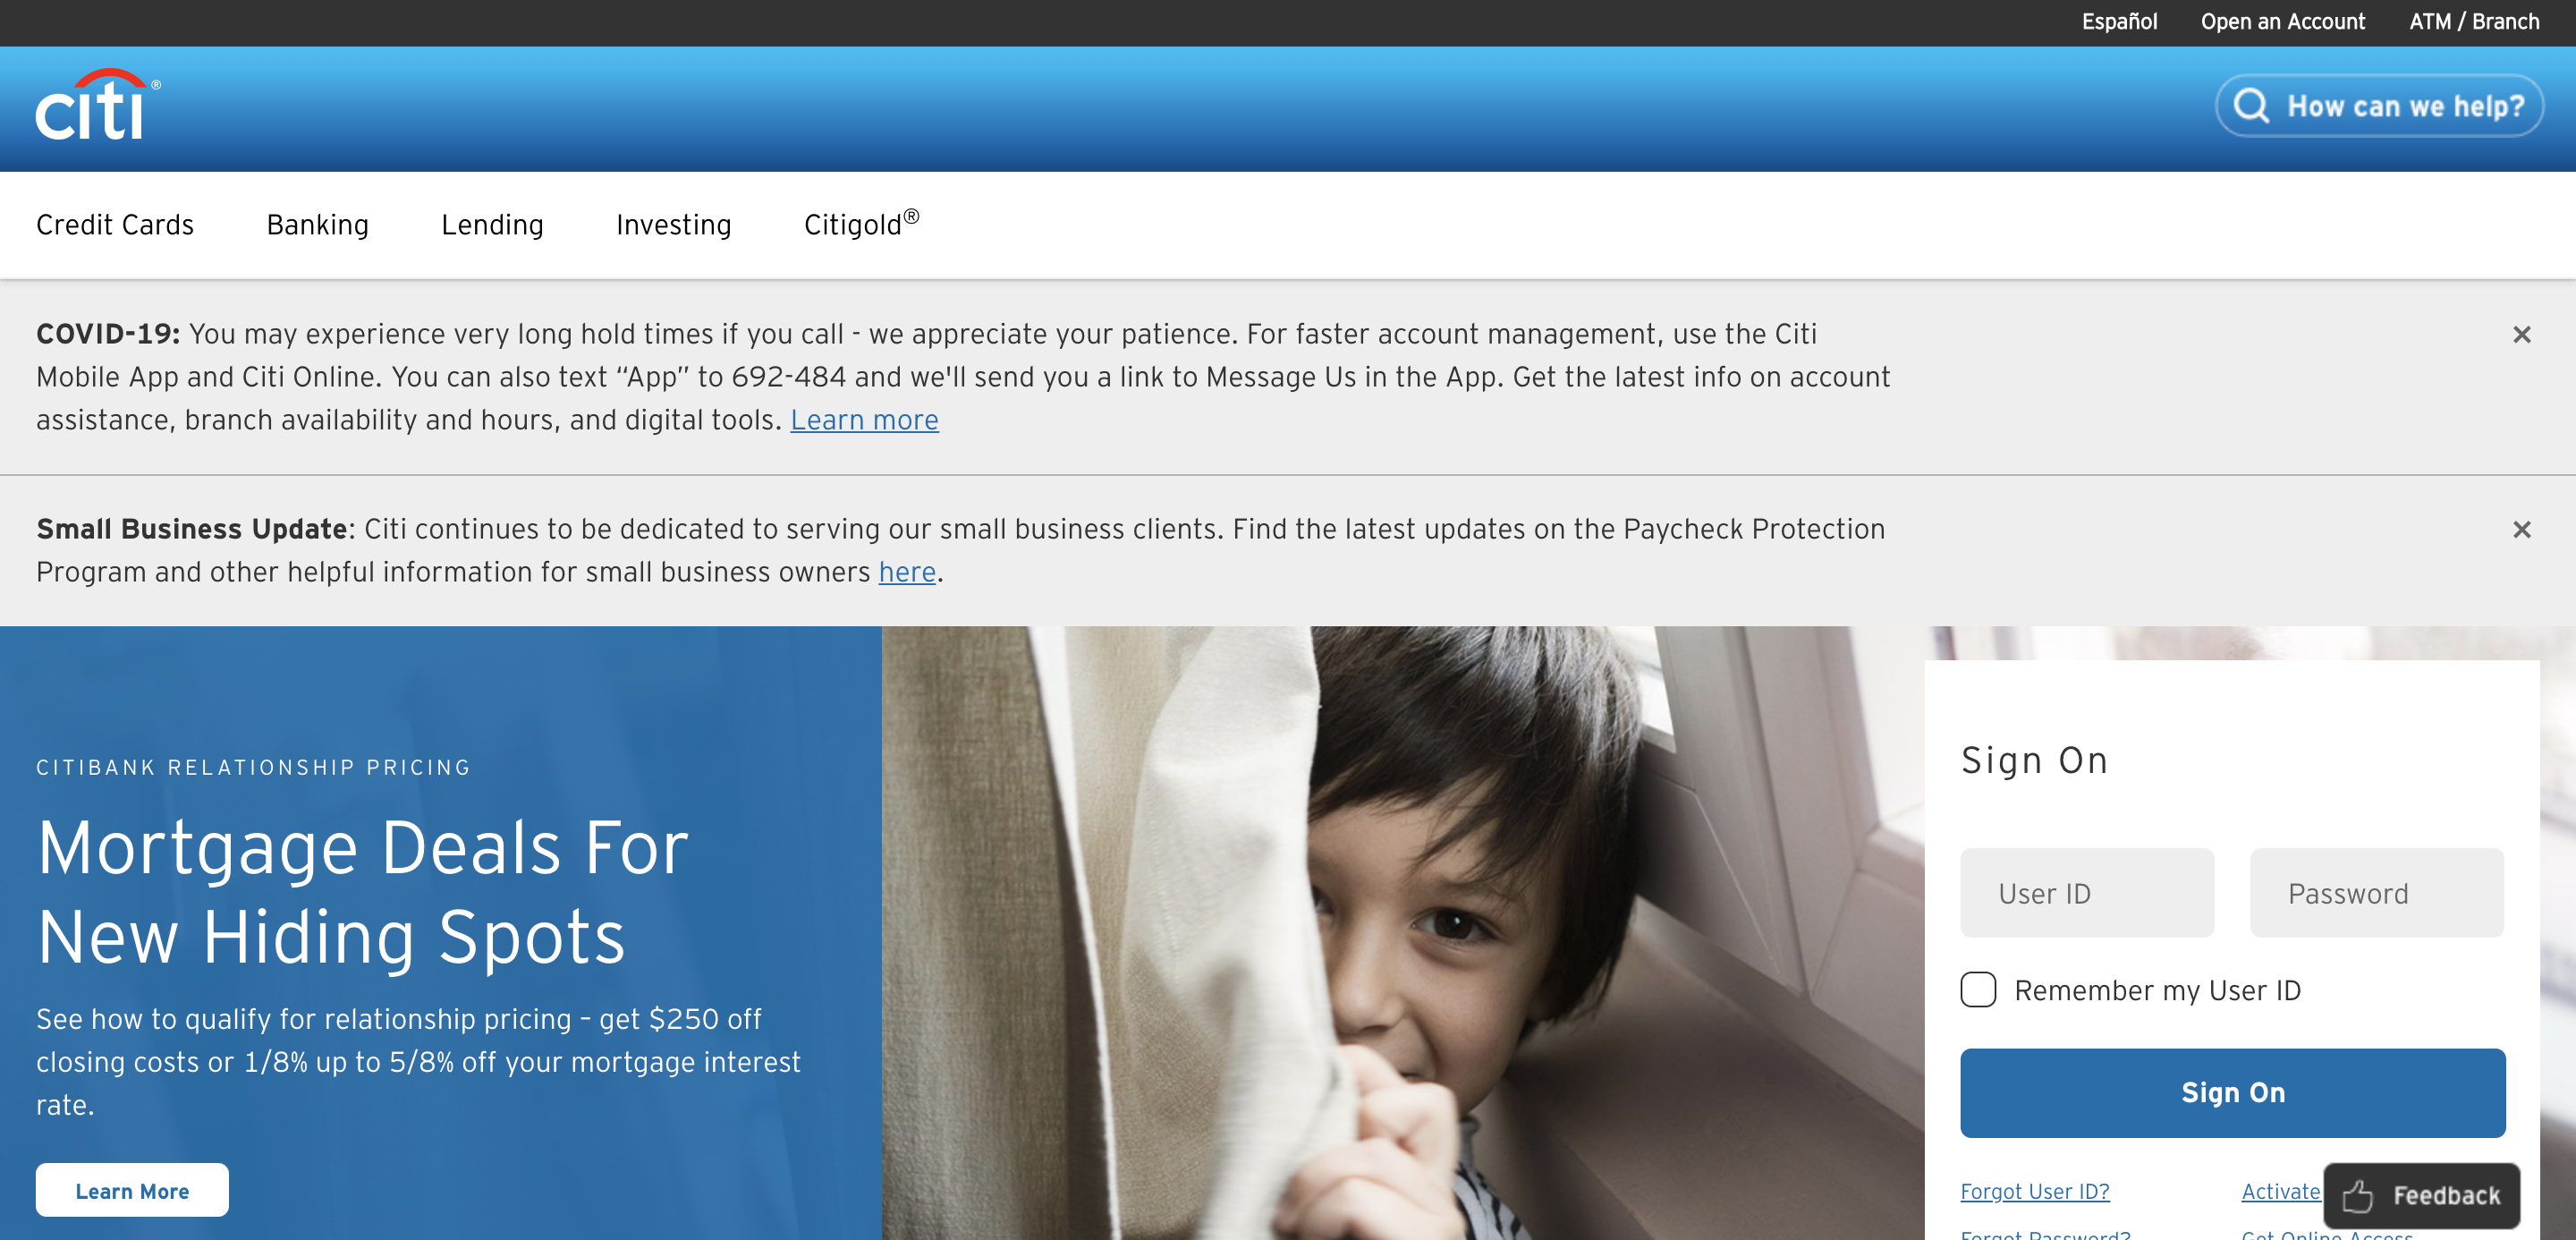 Español Open an Account ATM / Branch
citi®
How can we help?
Credit Cards Banking Lending Investing Citigold®
COVID-19: You may experience very long hold times if you call - we appreciate your patience. For faster account management, use the Citi
Mobile App and Citi Online. You can also text “App” to 692-484 and we'll send you a link to Message Us in the App. Get the latest info on account
assistance, branch availability and hours, and digital tools. Learn more
×
Small Business Update: Citi continues to be dedicated to serving our small business clients. Find the latest updates on the Paycheck Protection
Program and other helpful information for small business owners here.
×
CITIBANK RELATIONSHIP PRICING
Mortgage Deals For
New Hiding Spots
See how to qualify for relationship pricing – get $250 off
closing costs or 1/8% up to 5/8% off your mortgage interest
rate.
Learn More
Sign On
User ID Password
Remember my User ID
Sign On
Forgot User ID? Activate
Feedback
Forgot Password? Get Online Access